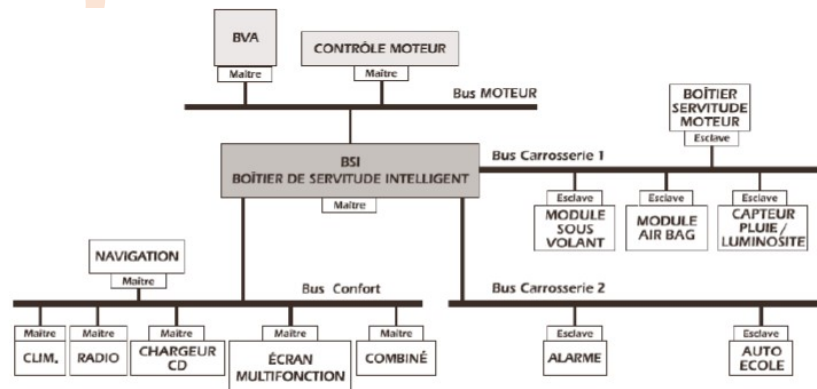 BVA
Maître
CONTRÔLE MOTEUR
Maître
Bus MOTEUR
BOÎTIER
SERVITUDE
MOTEUR
Esclave
BSI
BOÎTIER DE SERVITUDE INTELLIGENT
Maître
Bus Carrosserie 1
Esclave
MODULE
SOUS
VOLANT
Esclave
MODULE
AIR BAG
Esclave
CAPTEUR
PLUIE /
LUMINOSITE
NAVIGATION
Maître
Bus Confort
Bus Carrosserie 2
Maître
CLIM.
Maître
RADIO
Maître
CHARGEUR
CD
Maître
ÉCRAN
MULTIFONCTION
Maître
COMBINÉ
Esclave
ALARME
Esclave
AUTO
ECOLE